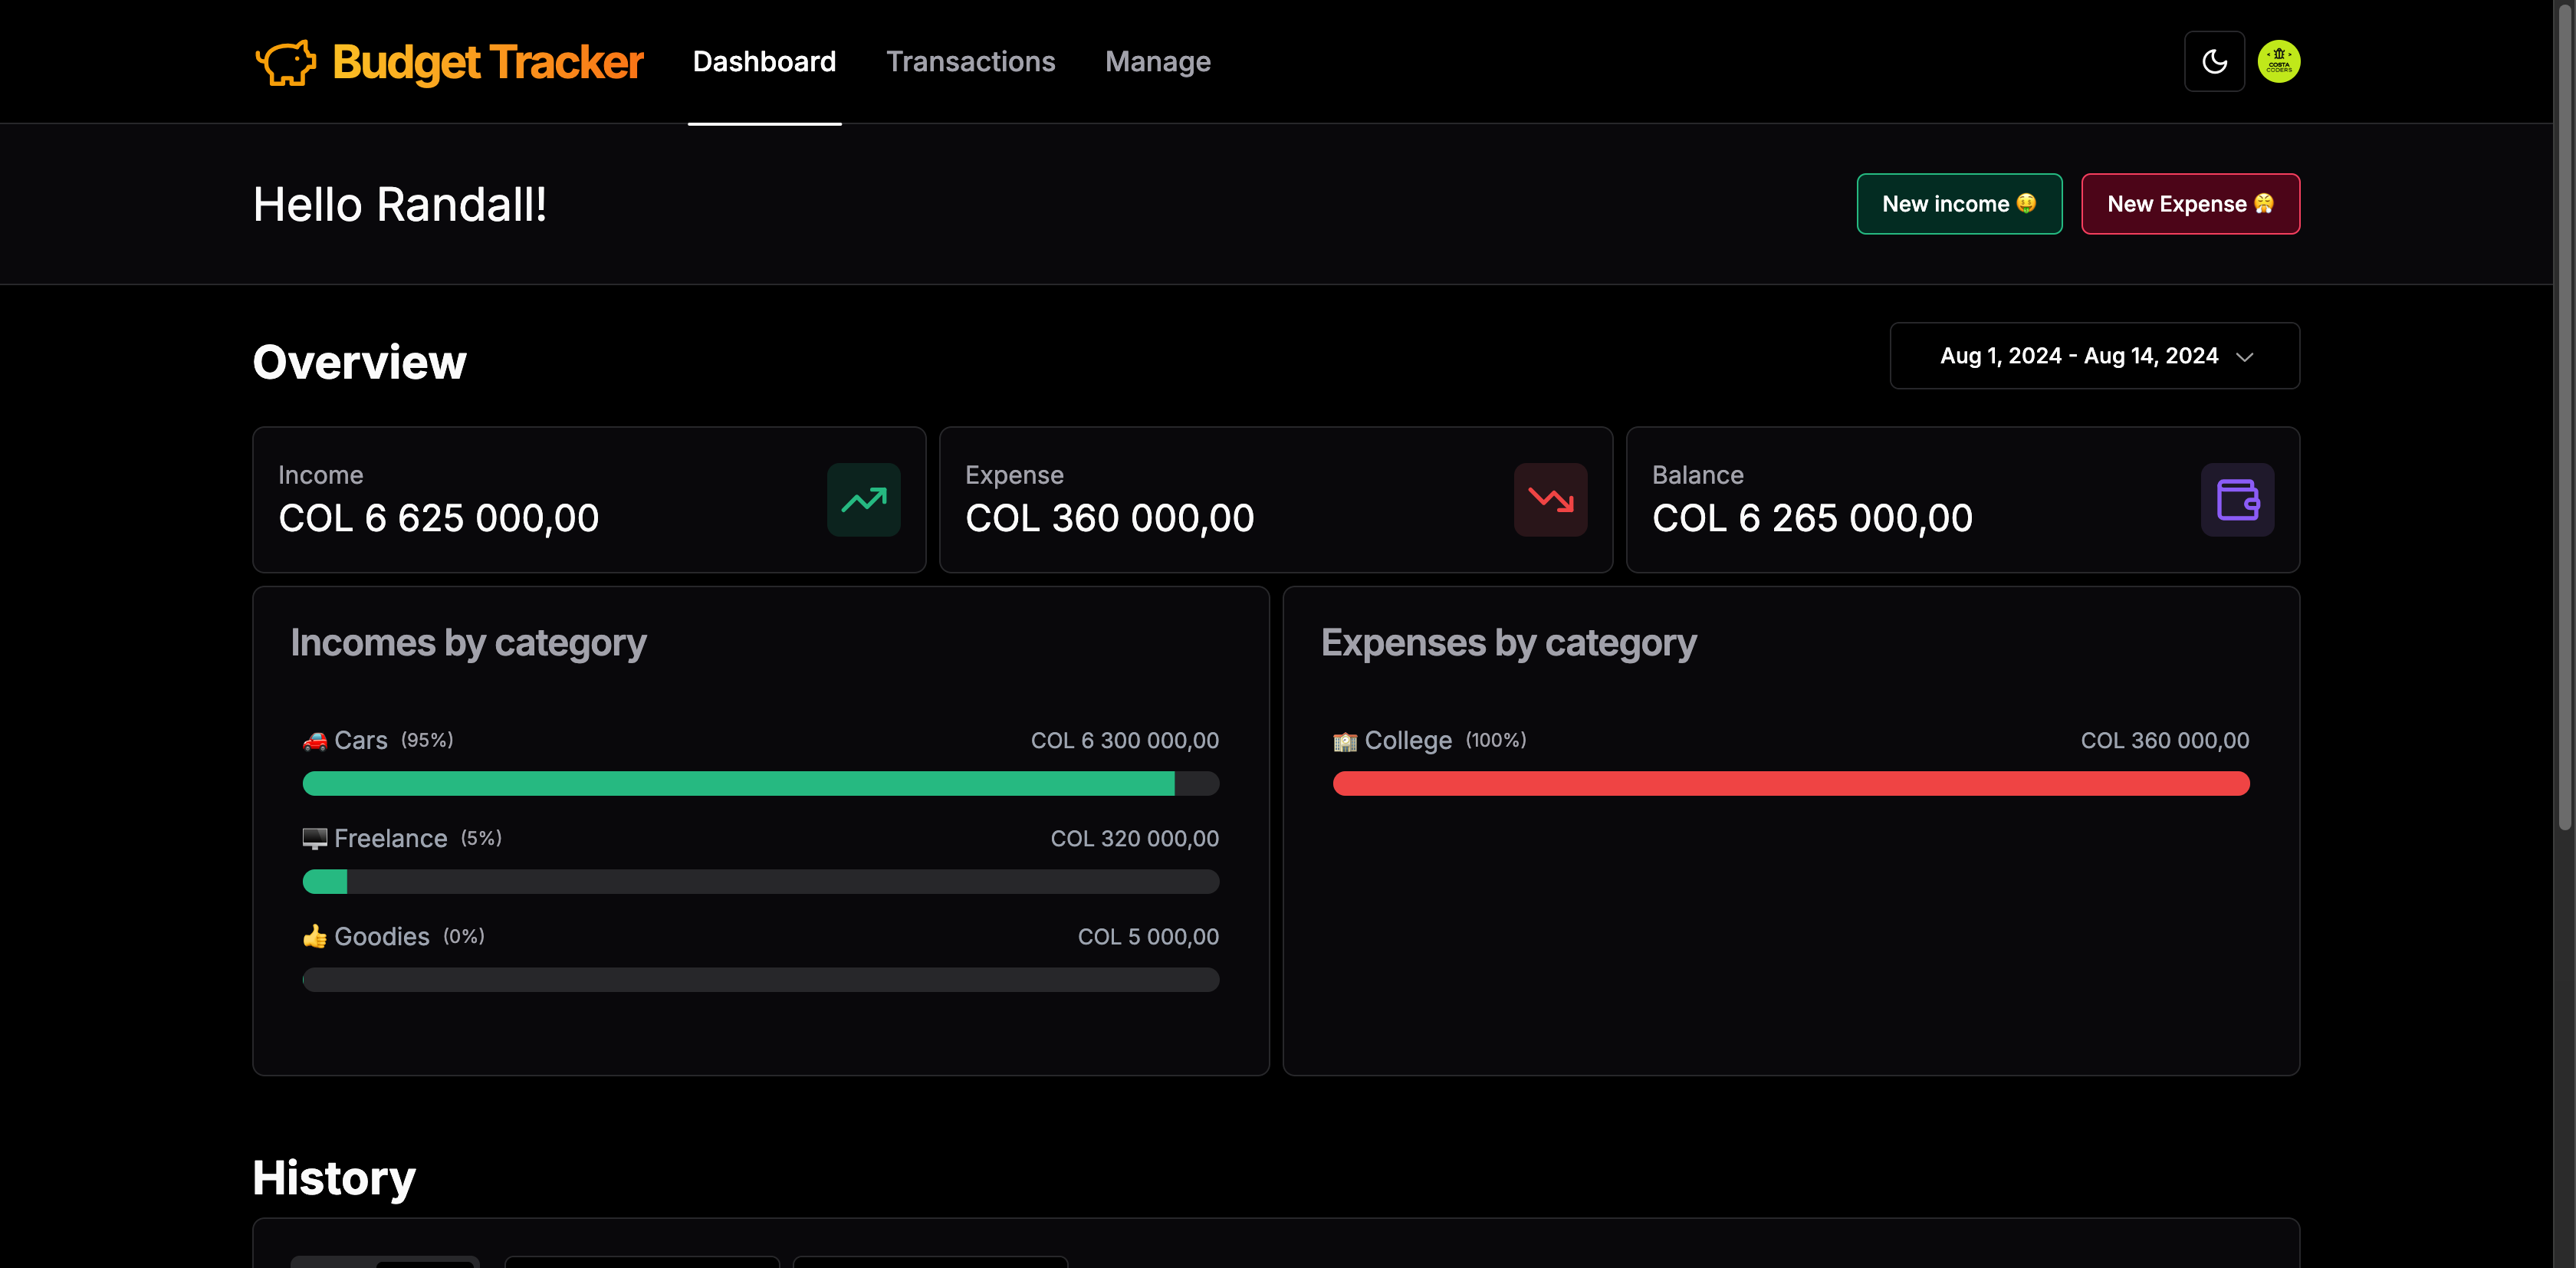 Budget Tracker Dashboard Transactions Manage
COSTA
CODERS
Hello Randall!
New income 🤑 New Expense 😤
Overview
Aug 1, 2024 - Aug 14, 2024
Income
COL 6 625 000,00
Expense
COL 360 000,00
Balance
COL 6 265 000,00
Incomes by category
🚗 Cars (95%) COL 6 300 000,00
🖥️ Freelance (5%) COL 320 000,00
👍 Goodies (0%) COL 5 000,00
Expenses by category
🏫 College (100%) COL 360 000,00
History